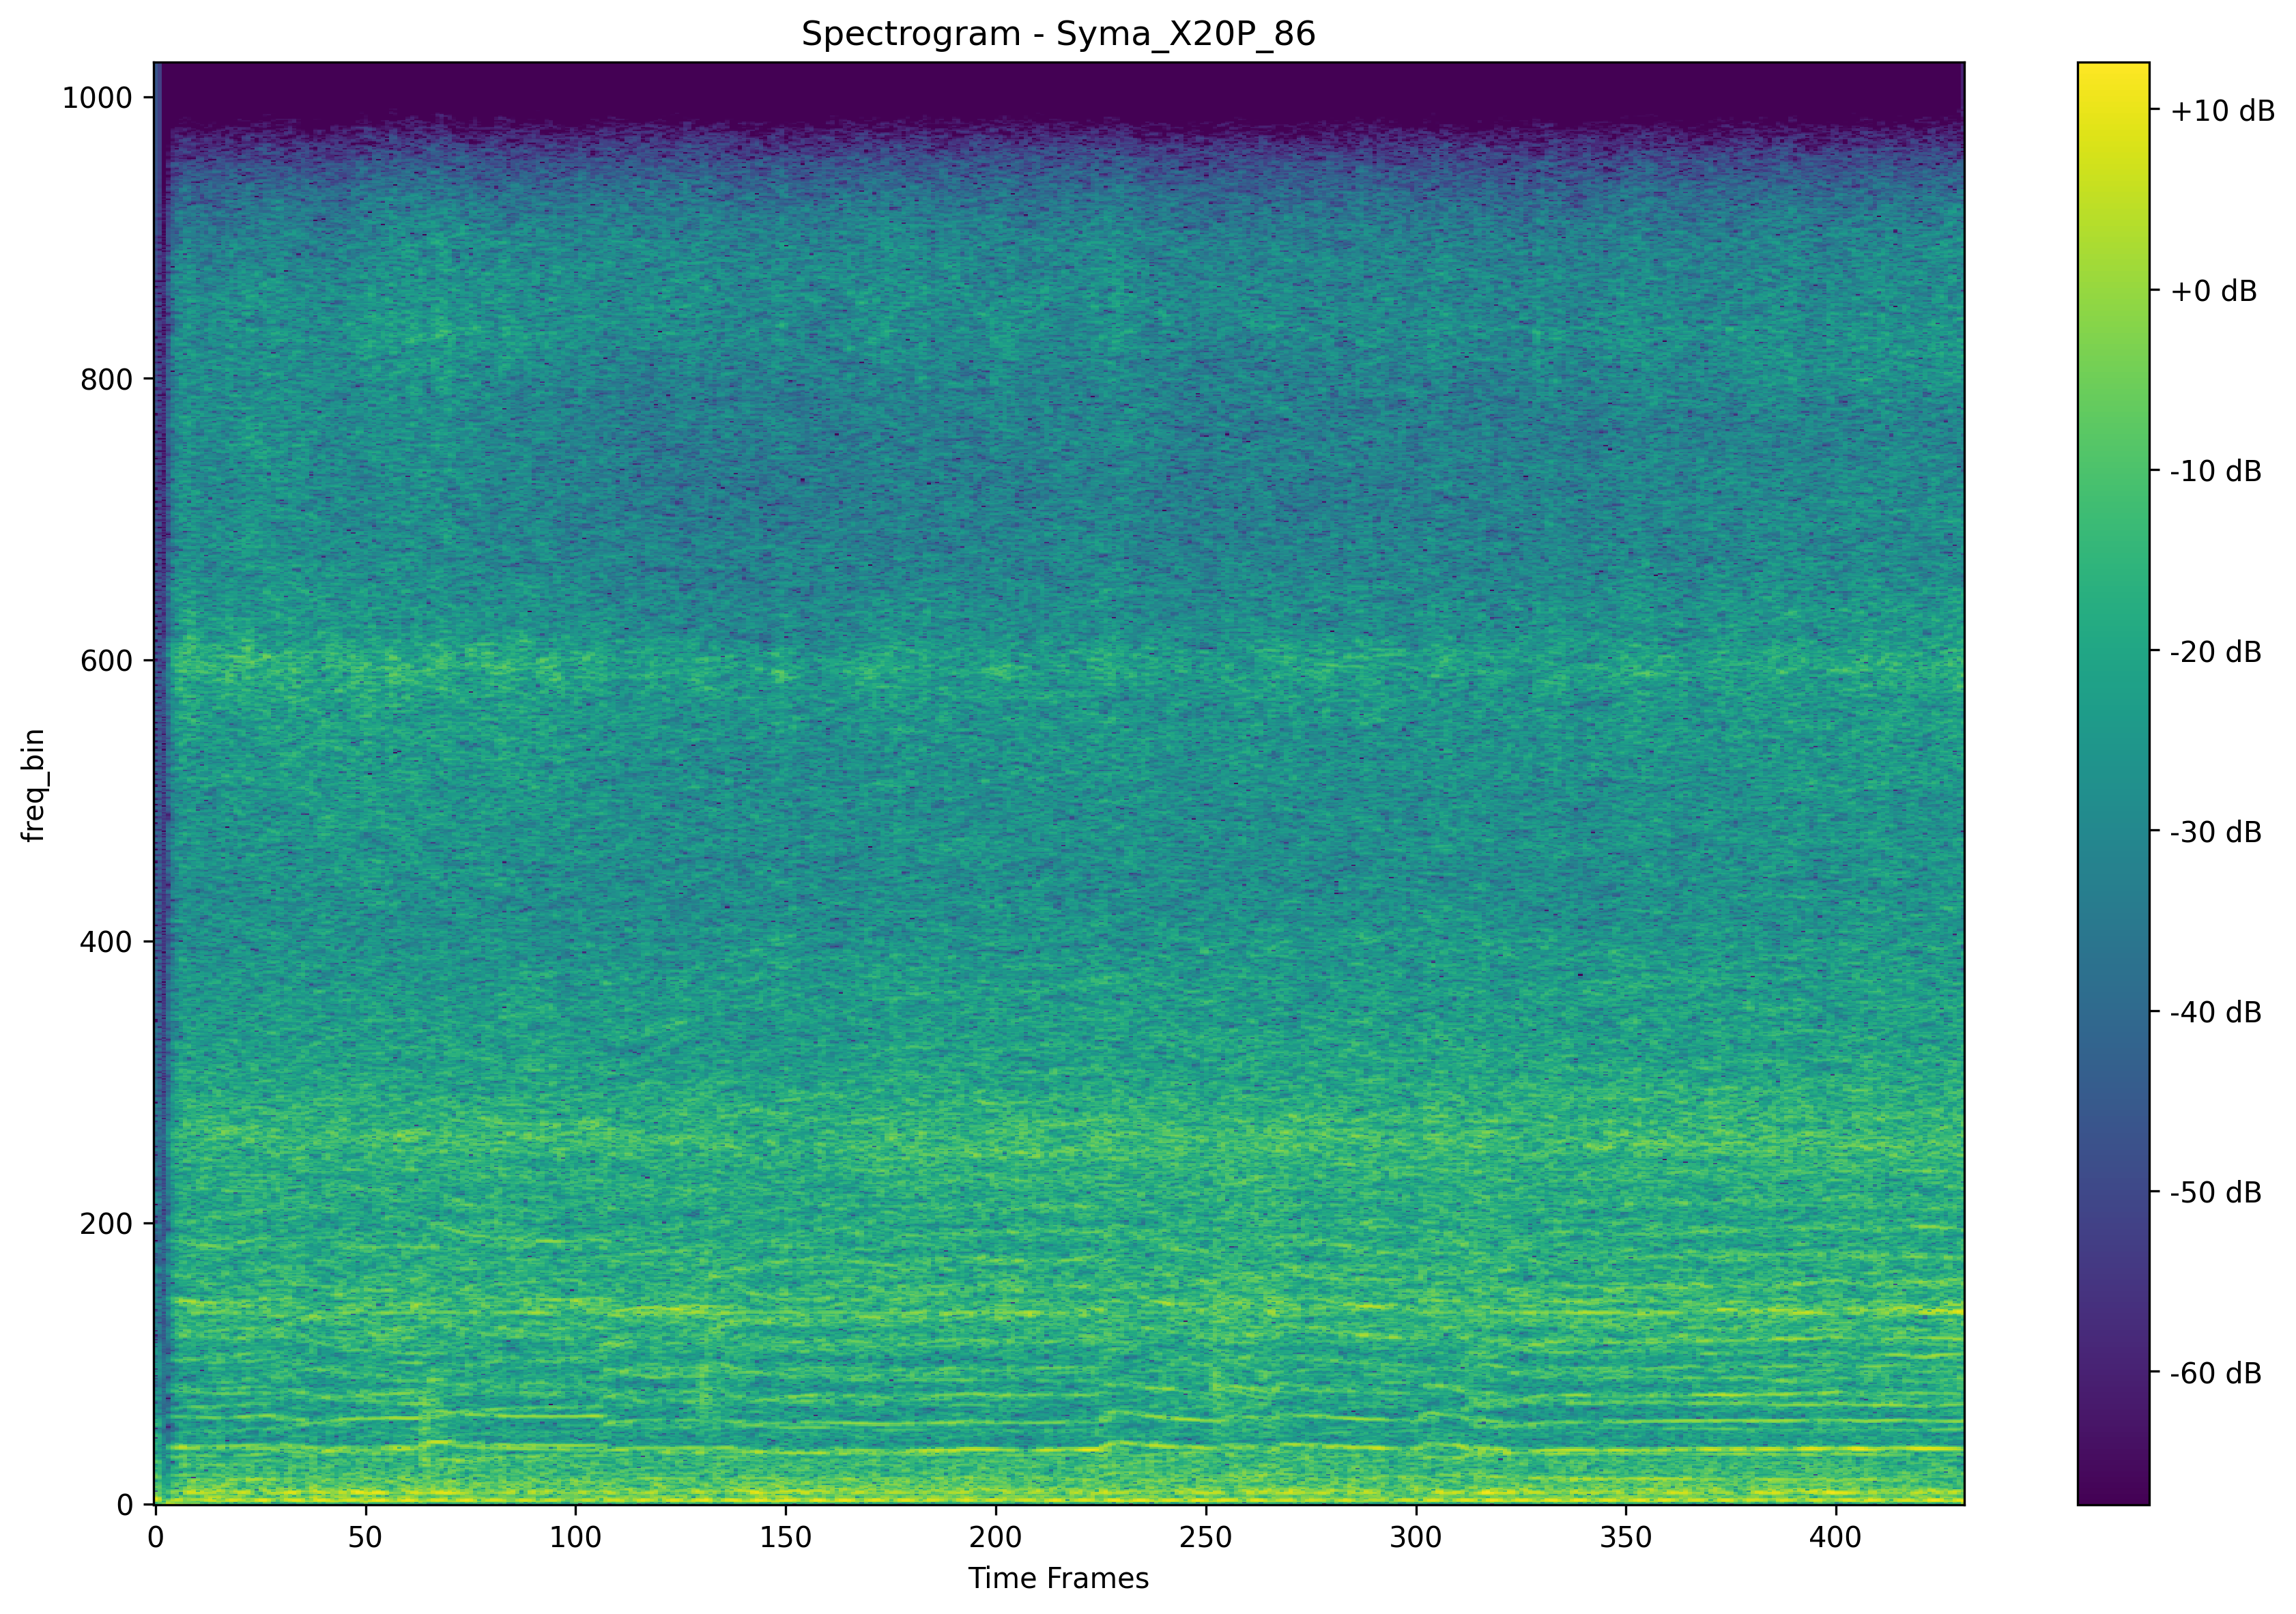 Spectrogram - Syma_X20P_86
1000
800
600
400
200
0
freq_bin
0 50 100 150 200 250 300 350 400
Time Frames
+10 dB
+0 dB
-10 dB
-20 dB
-30 dB
-40 dB
-50 dB
-60 dB